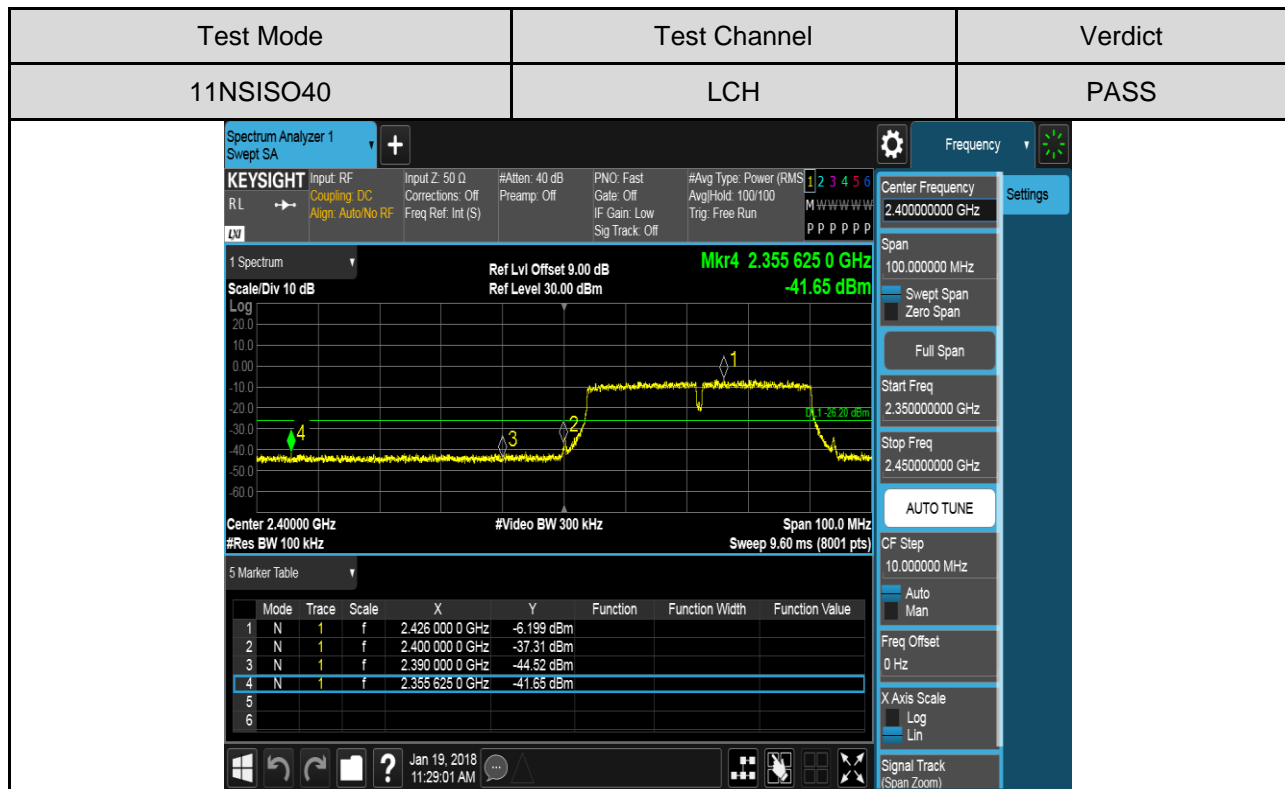 Test Mode Test Channel Verdict
11NSISO40 LCH PASS
Spectrum Analyzer 1
Swept SA
Frequency
KEYSIGHT
RL
LXI
Input: RF
Coupling: DC
Align: Auto/No RF
Input Z: 50 Ω
Corrections: Off
Freq Ref: Int (S)
#Atten: 40 dB
Preamp: Off
PNO: Fast
Gate: Off
IF Gain: Low
Sig Track: Off
#Avg Type: Power (RMS
Avg|Hold: 100/100
Trig: Free Run
1 2 3 4 5 6
M W W W W W
P P P P P P
1 Spectrum
Scale/Div 10 dB
Ref Lvl Offset 9.00 dB
Ref Level 30.00 dBm
Mkr4 2.355 625 0 GHz
-41.65 dBm
Log
20.0
10.0
0.00
-10.0
-20.0
-30.0
-40.0
-50.0
-60.0
1
2
3
4
DL1 -26.20 dBm
Center 2.40000 GHz
#Video BW 300 kHz
Span 100.0 MHz
#Res BW 100 kHz
Sweep 9.60 ms (8001 pts)
5 Marker Table
Mode Trace Scale X Y Function Function Width Function Value
1 N 1 f 2.426 000 0 GHz -6.199 dBm
2 N 1 f 2.400 000 0 GHz -37.31 dBm
3 N 1 f 2.390 000 0 GHz -44.52 dBm
4 N 1 f 2.355 625 0 GHz -41.65 dBm
5
6
Jan 19, 2018
11:29:01 AM
Center Frequency
2.400000000 GHz
Settings
Span
100.000000 MHz
Swept Span
Zero Span
Full Span
Start Freq
2.350000000 GHz
Stop Freq
2.450000000 GHz
AUTO TUNE
CF Step
10.000000 MHz
Auto
Man
Freq Offset
0 Hz
X Axis Scale
Log
Lin
Signal Track
(Span Zoom)